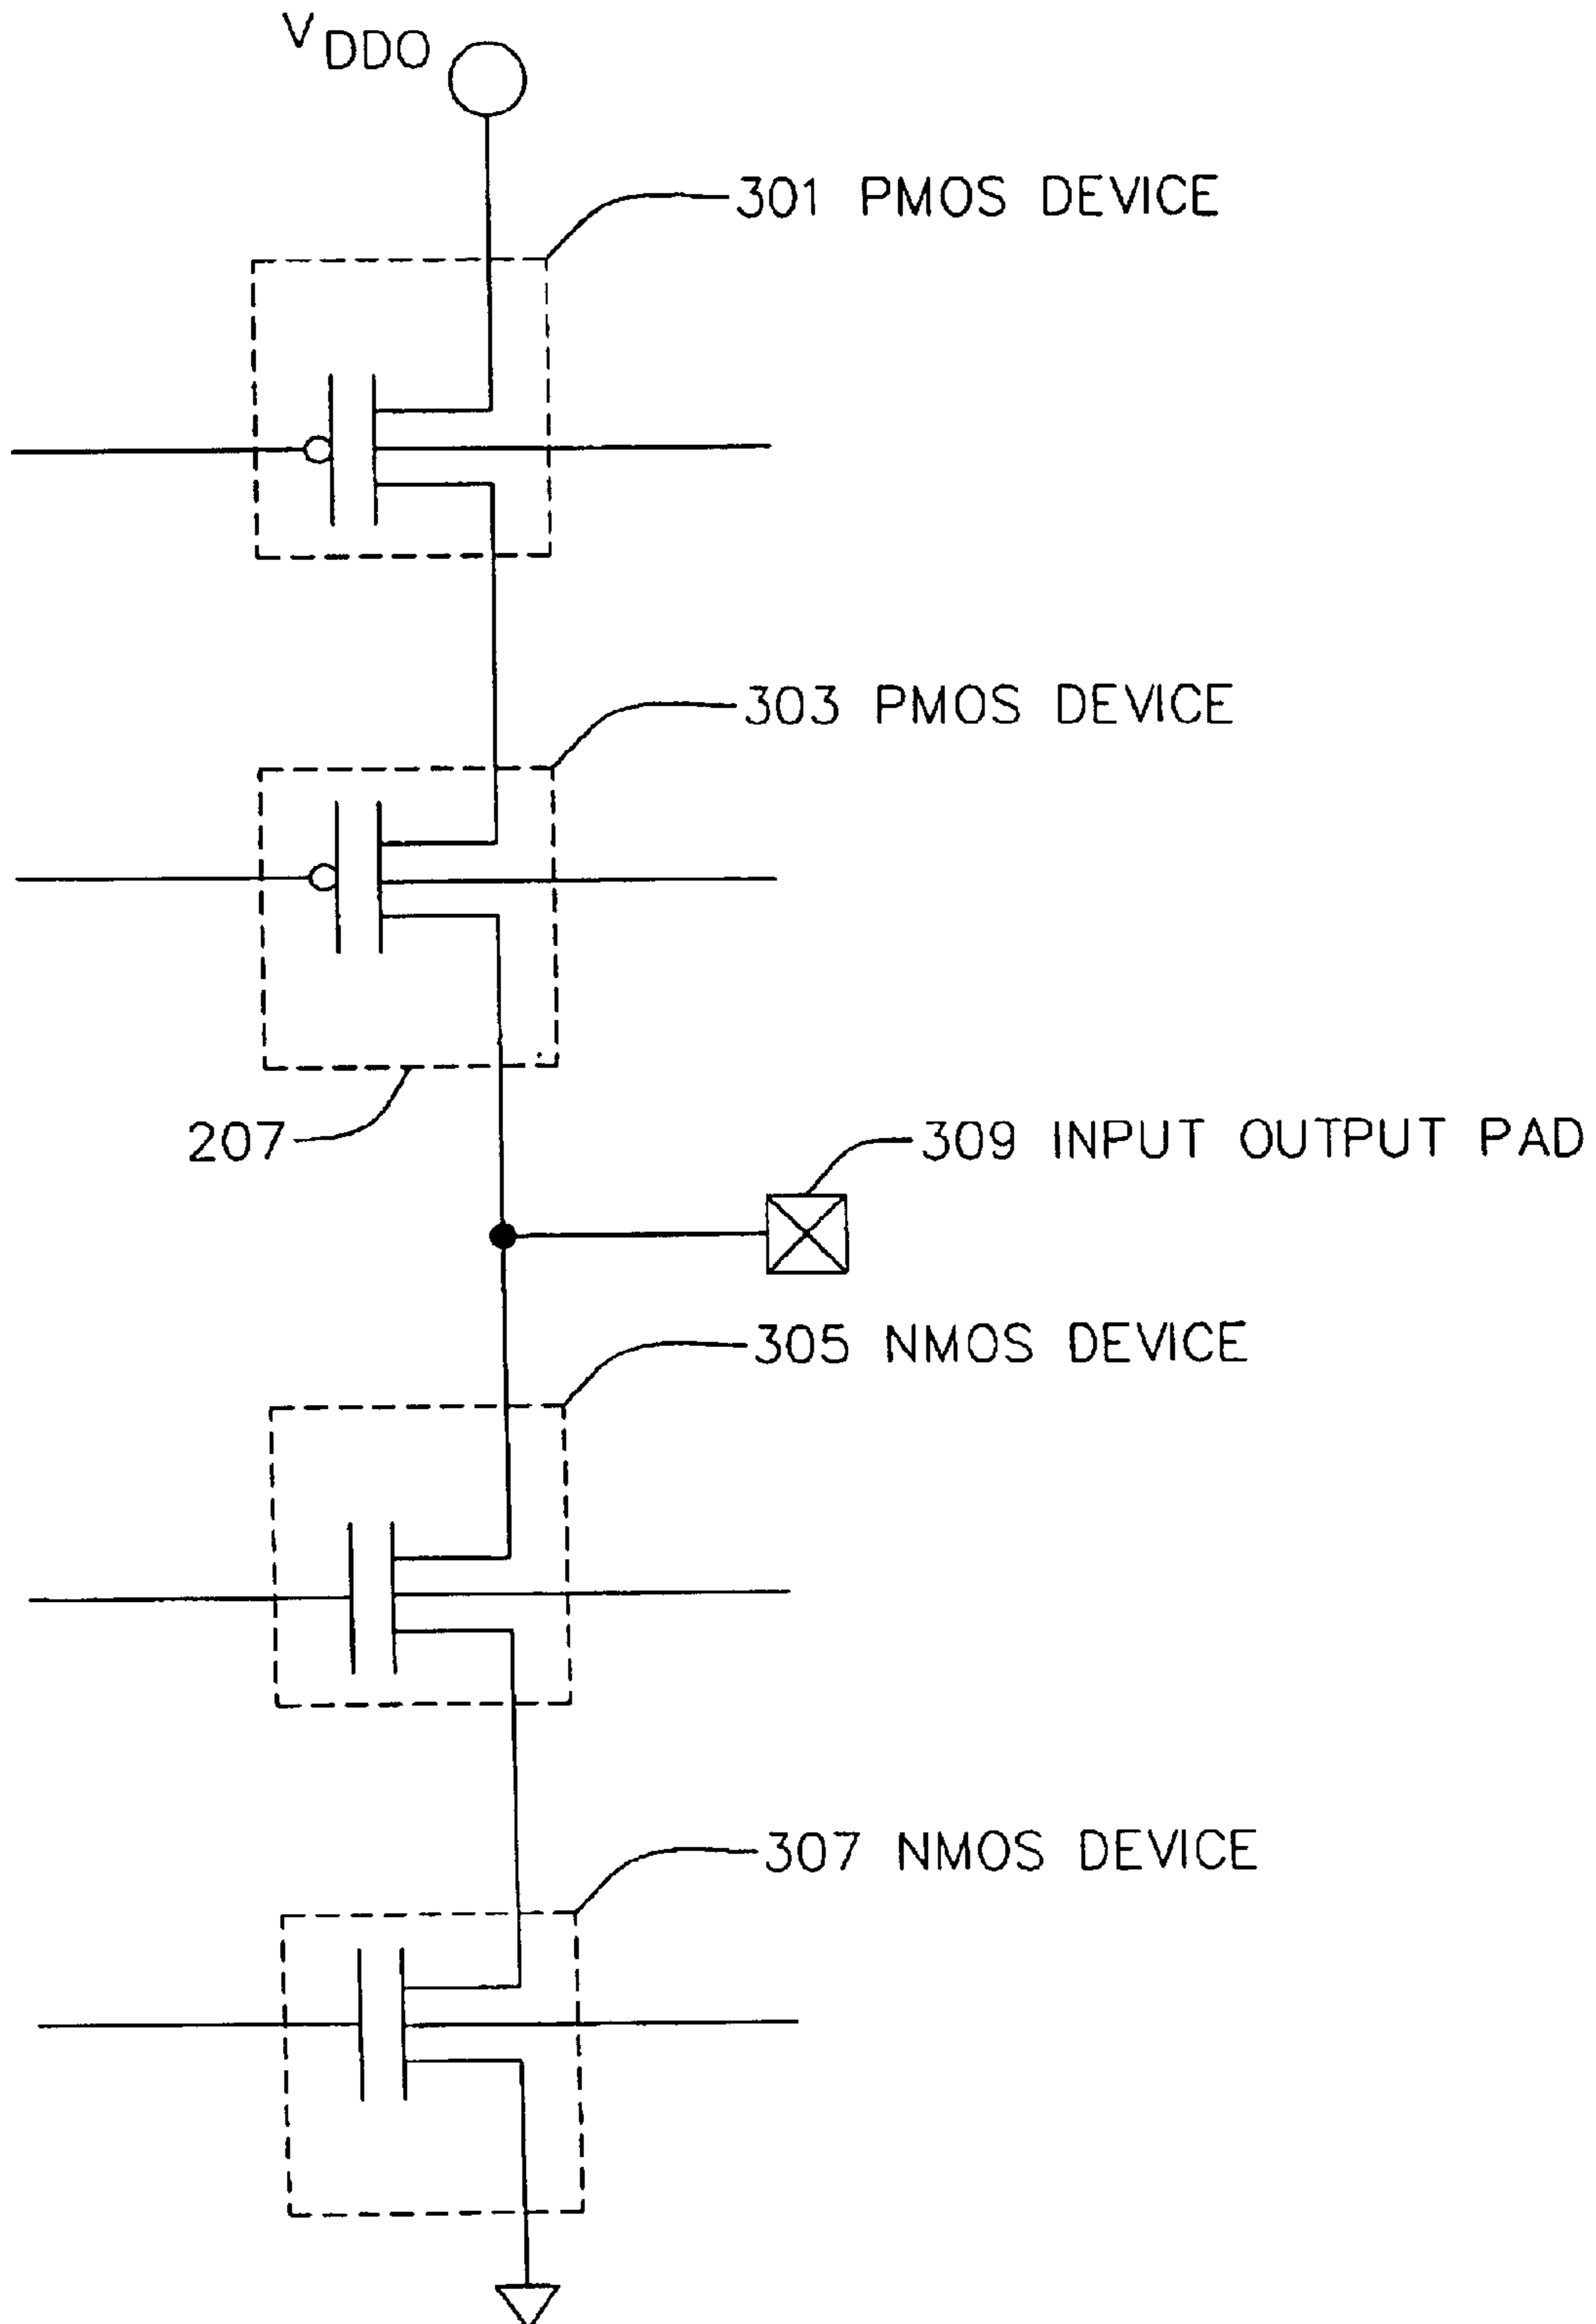 VDDO
301 PMOS DEVICE
303 PMOS DEVICE
207
309 INPUT OUTPUT PAD
305 NMOS DEVICE
307 NMOS DEVICE